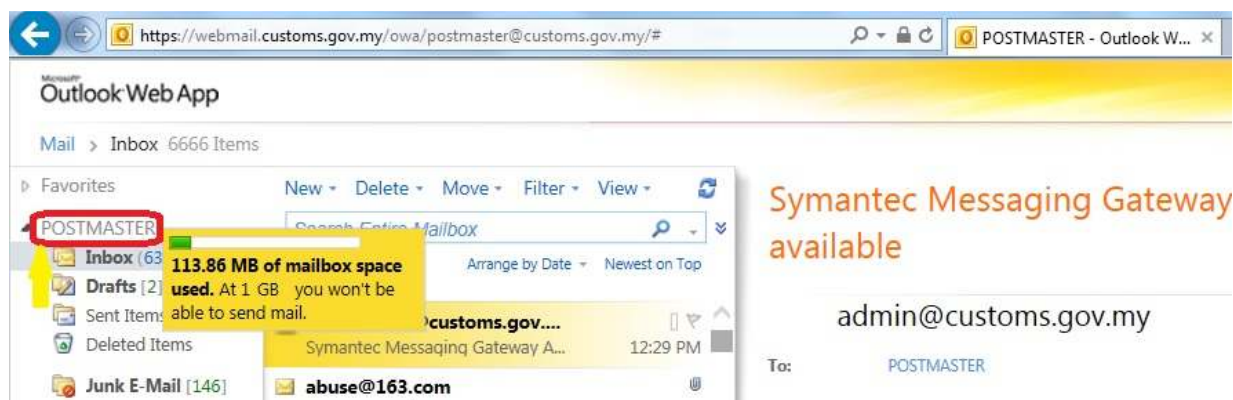 https://webmail.customs.gov.my/owa/postmaster@customs.gov.my/#
POSTMASTER - Outlook W...
Microsoft
Outlook Web App
Mail > Inbox 6666 Items
Favorites
POSTMASTER
Inbox (63
Drafts [2]
Sent Items
Deleted Items
Junk E-Mail [146]
113.86 MB of mailbox space
used. At 1 GB you won't be
able to send mail.
New Delete Move Filter View
Search Entire Mailbox
Arrange by Date Newest on Top
customs.gov....
Symantec Messaging Gateway A... 12:29 PM
abuse@163.com
Symantec Messaging Gateway
available
admin@customs.gov.my
To: POSTMASTER